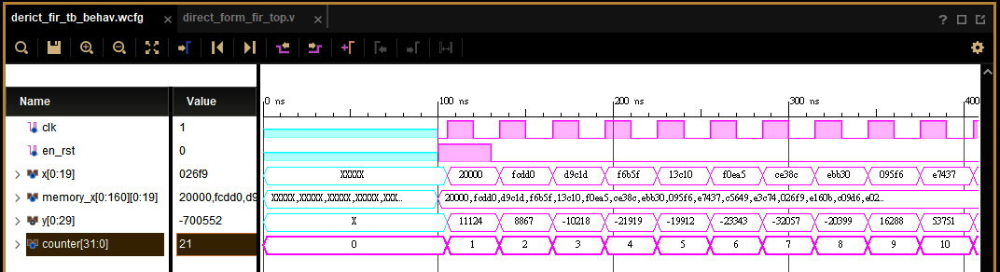 derict_fir_tb_behav.wcfg × direct_form_fir_top.v ×
Name Value 0 ns 100 ns 200 ns 300 ns 400
clk 1
en_rst 0
x[0:19] 026f9 XXXXX 20000 fcdd0 d9c1d f6b5f 13c10 f0ea5 ce38c ebb30 095f6 e7437
memory_x[0:160][0:19] 20000,fcdd0,d9 XXXXX,XXXXX,XXXXX,XXXXX,XXX... 20000,fcdd0,d9c1d,f6b5f,13c10,f0ea5,ce38c,ebb30,095f6,e7437,c5649,e3c74,026f9,e160b,c09d6,e02...
y[0:29] -700552 X 11124 8867 -10218 -21919 -19912 -23343 -32057 -20399 16288 53751
counter[31:0] 21 0 1 2 3 4 5 6 7 8 9 10